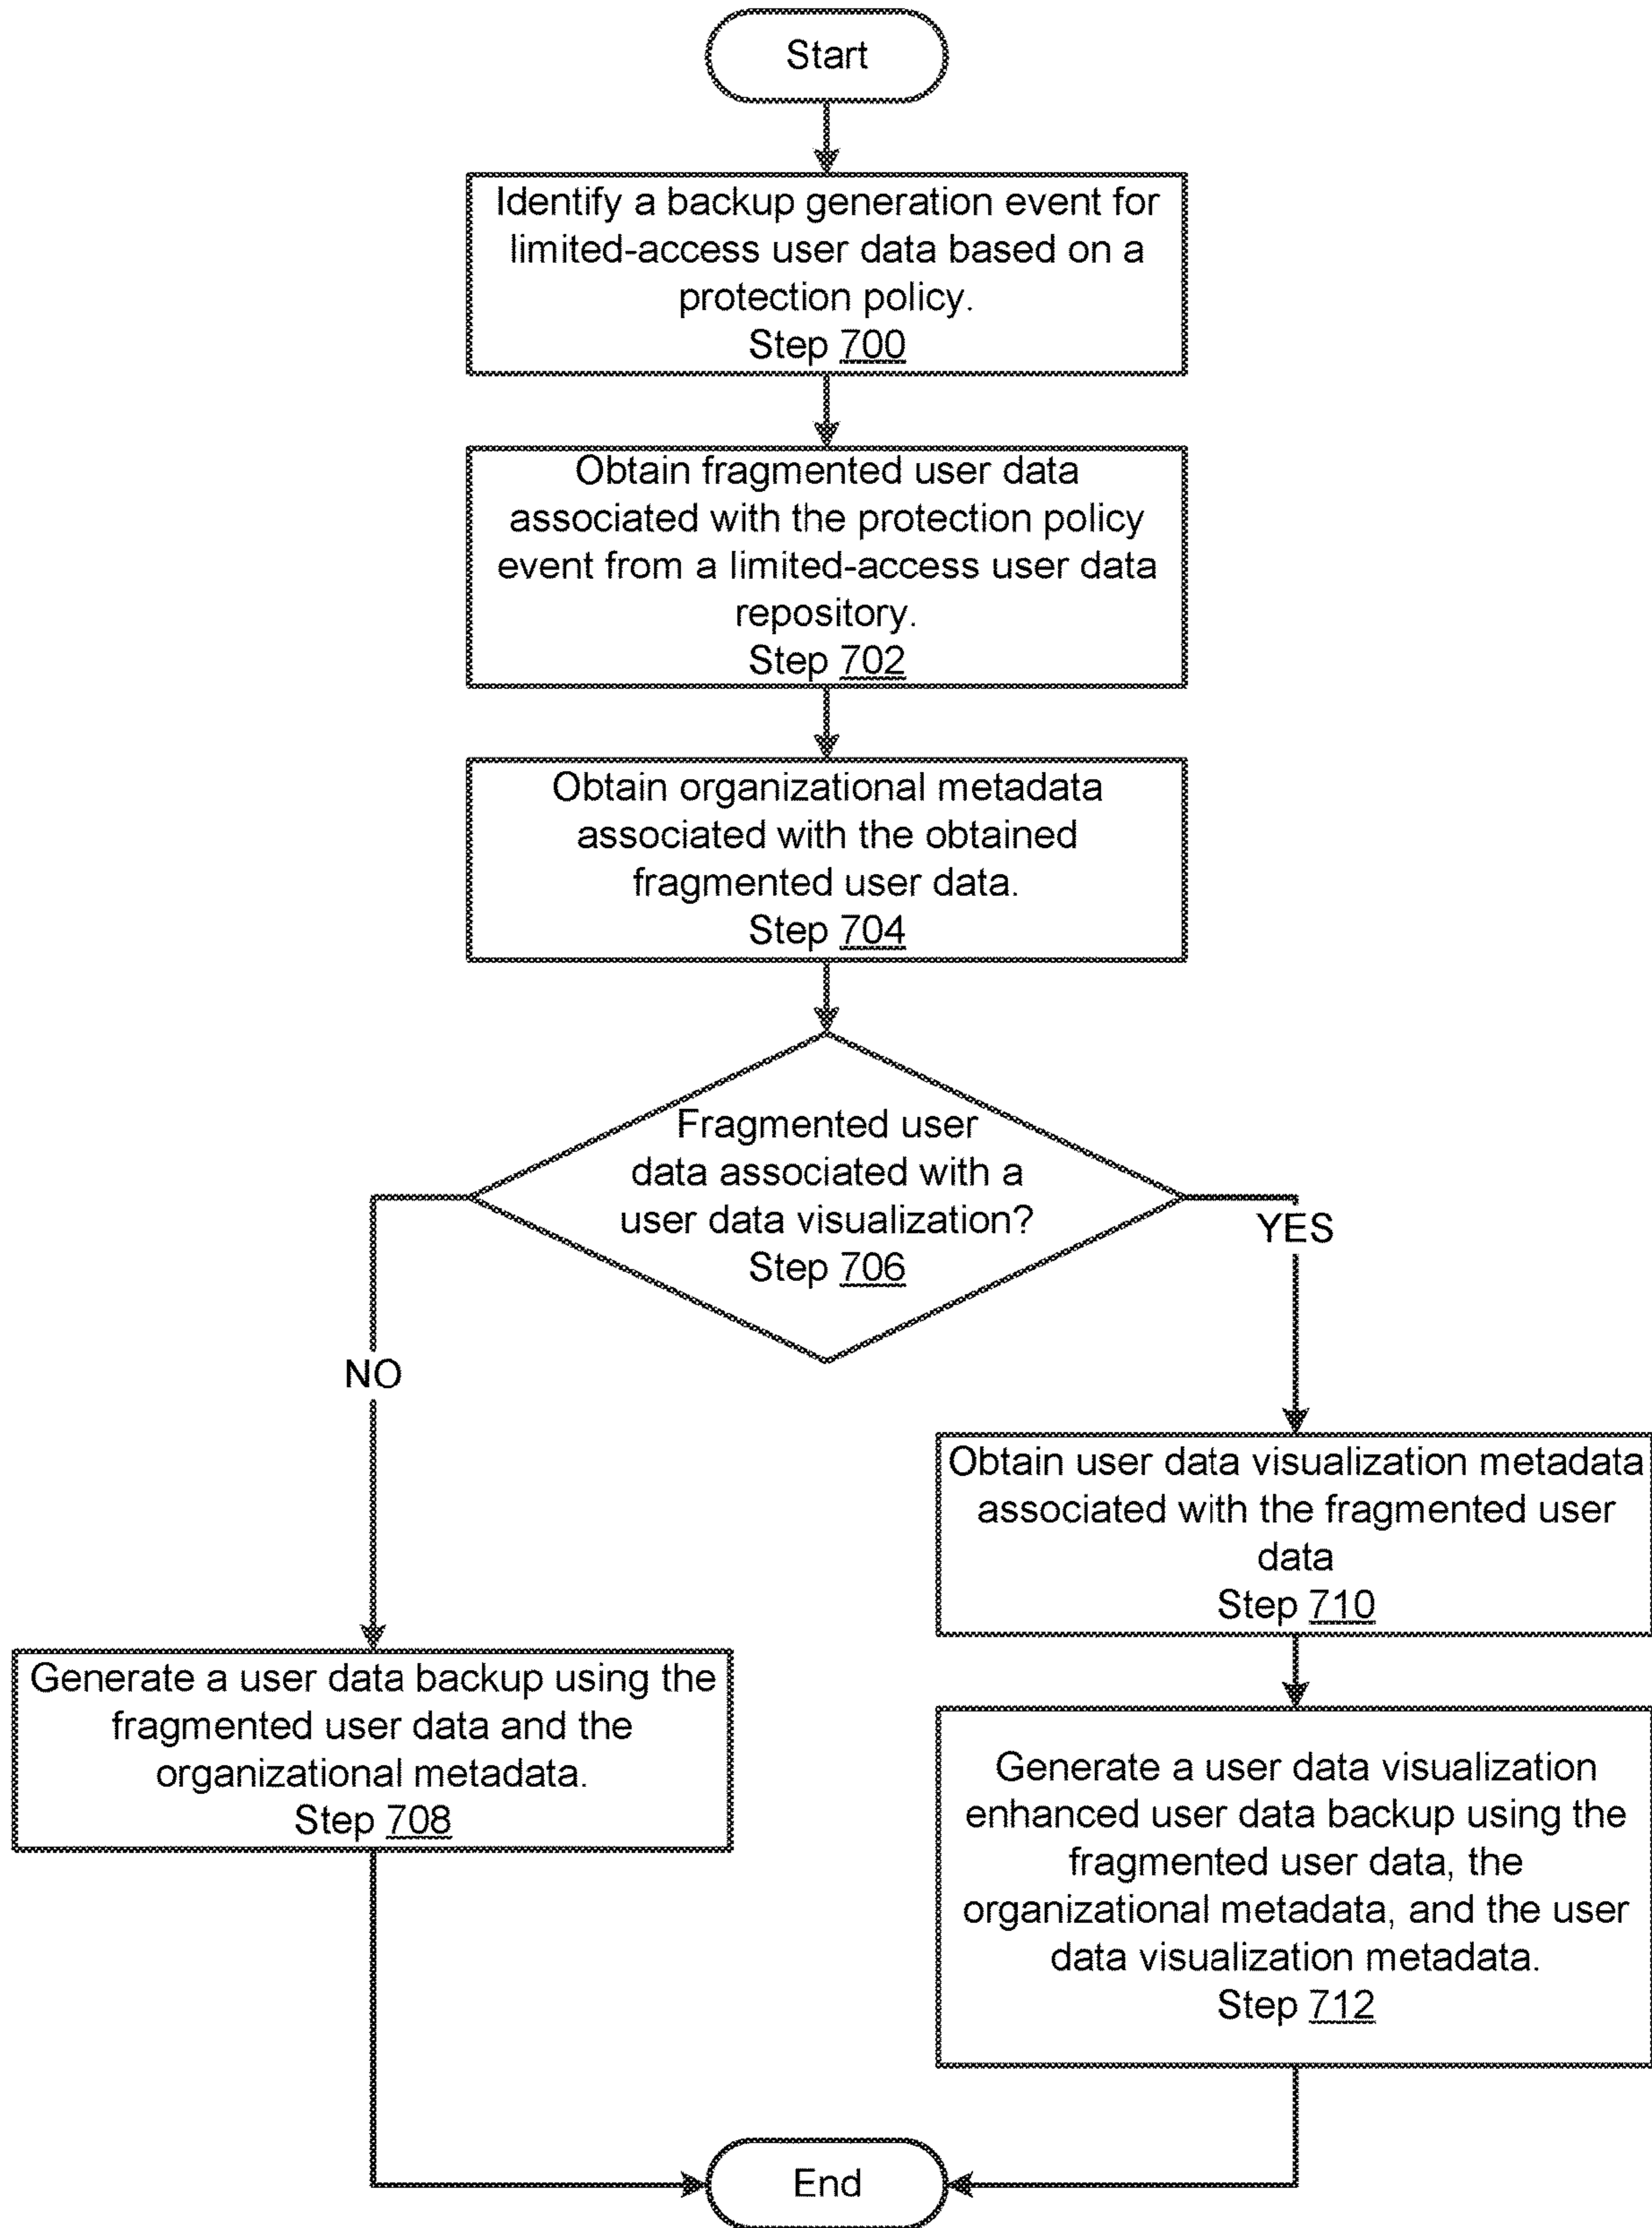 Start
Identify a backup generation event for
limited-access user data based on a
protection policy.
Step 700
Obtain fragmented user data
associated with the protection policy
event from a limited-access user data
repository.
Step 702
Obtain organizational metadata
associated with the obtained
fragmented user data.
Step 704
Fragmented user
data associated with a
user data visualization?
Step 706
YES
NO
Obtain user data visualization metadata
associated with the fragmented user
data
Step 710
Generate a user data backup using the
fragmented user data and the
organizational metadata.
Step 708
Generate a user data visualization
enhanced user data backup using the
fragmented user data, the
organizational metadata, and the user
data visualization metadata.
Step 712
End